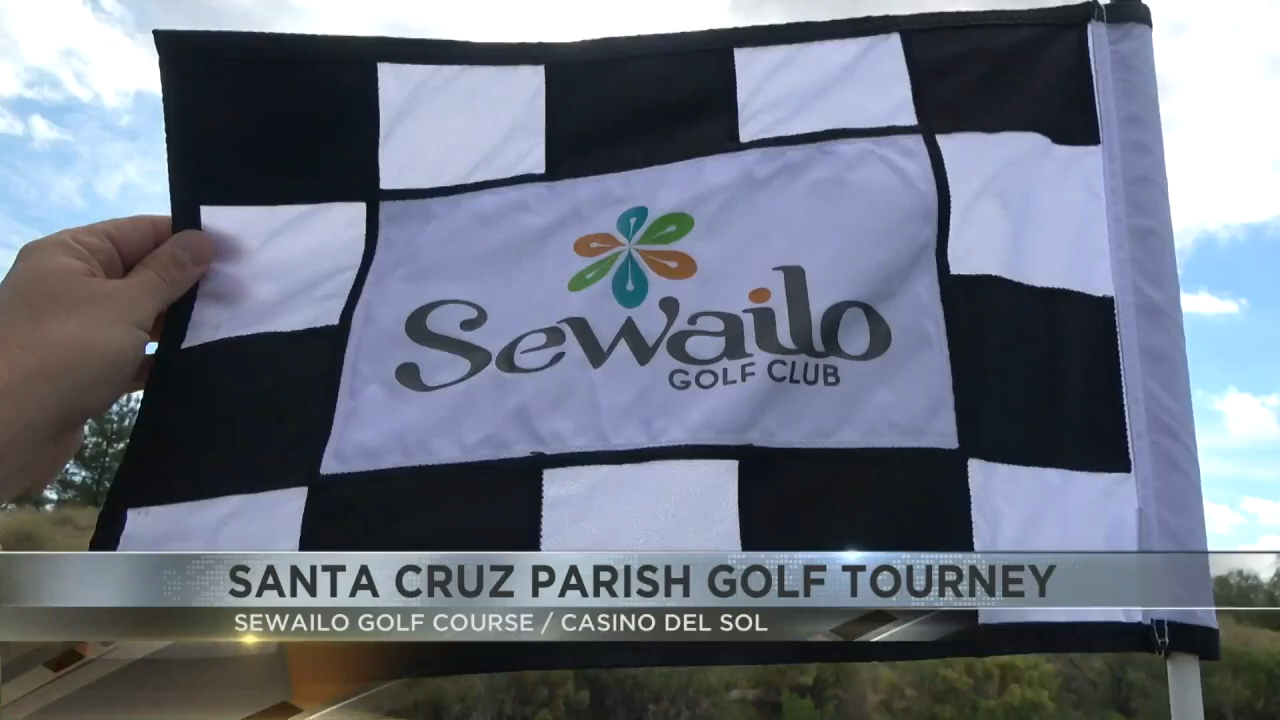 Sewailo
GOLF CLUB
SANTA CRUZ PARISH GOLF TOURNEY
SEWAILO GOLF COURSE / CASINO DEL SOL